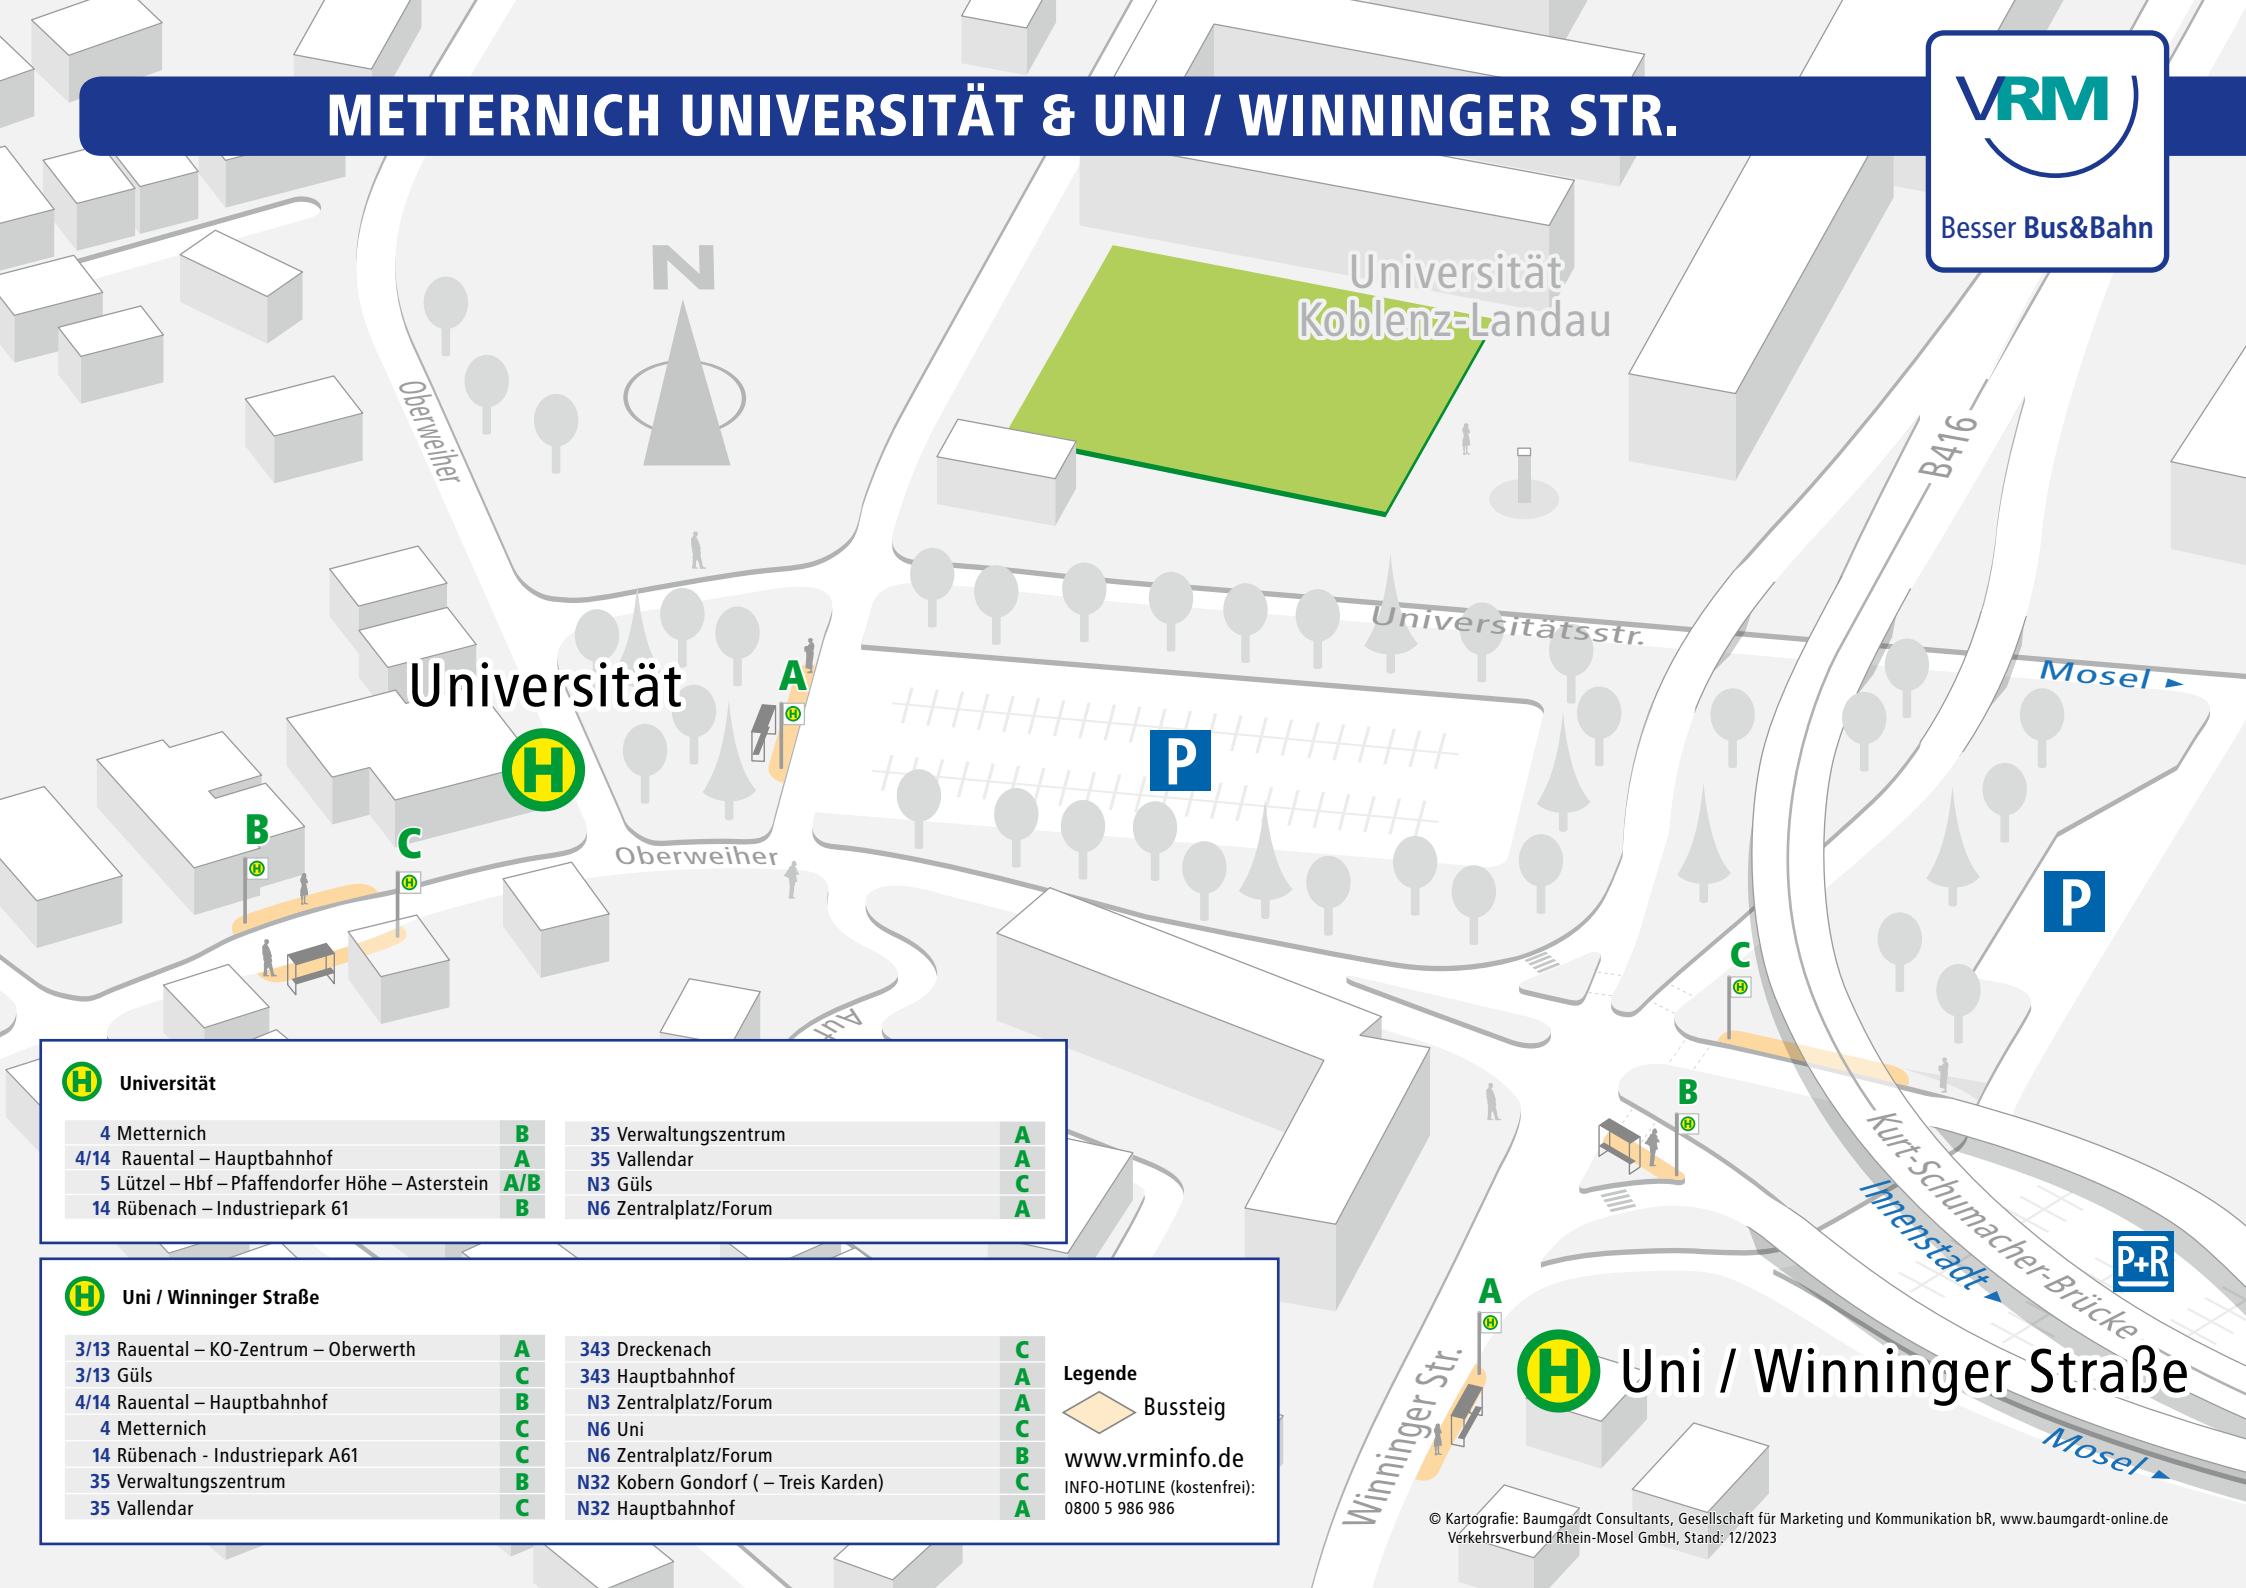 METTERNICH UNIVERSITÄT & UNI / WINNINGER STR.
VRM
Besser Bus&Bahn
N
Universität
Koblenz-Landau
Oberweiher
B416
Universitätsstr.
Mosel
Universität
H
A
H
P
B
H
C
H
Oberweiher
P
C
H
Auf
B
H
Kurt-Schumacher-Brücke
Innenstadt
P+R
A
H
H
Uni / Winninger Straße
Winninger Str.
Mosel
H Universität
4 Metternich B
4/14 Rauental – Hauptbahnhof A
5 Lützel – Hbf – Pfaffendorfer Höhe – Asterstein A/B
14 Rübenach – Industriepark 61 B
35 Verwaltungszentrum A
35 Vallendar A
N3 Güls C
N6 Zentralplatz/Forum A
H Uni / Winninger Straße
3/13 Rauental – KO-Zentrum – Oberwerth A
3/13 Güls C
4/14 Rauental – Hauptbahnhof B
4 Metternich C
14 Rübenach - Industriepark A61 C
35 Verwaltungszentrum B
35 Vallendar C
343 Dreckenach C
343 Hauptbahnhof A
N3 Zentralplatz/Forum A
N6 Uni C
N6 Zentralplatz/Forum B
N32 Kobern Gondorf ( – Treis Karden) C
N32 Hauptbahnhof A
Legende
Bussteig
www.vrminfo.de
INFO-HOTLINE (kostenfrei):
0800 5 986 986
© Kartografie: Baumgardt Consultants, Gesellschaft für Marketing und Kommunikation bR, www.baumgardt-online.de
Verkehrsverbund Rhein-Mosel GmbH, Stand: 12/2023